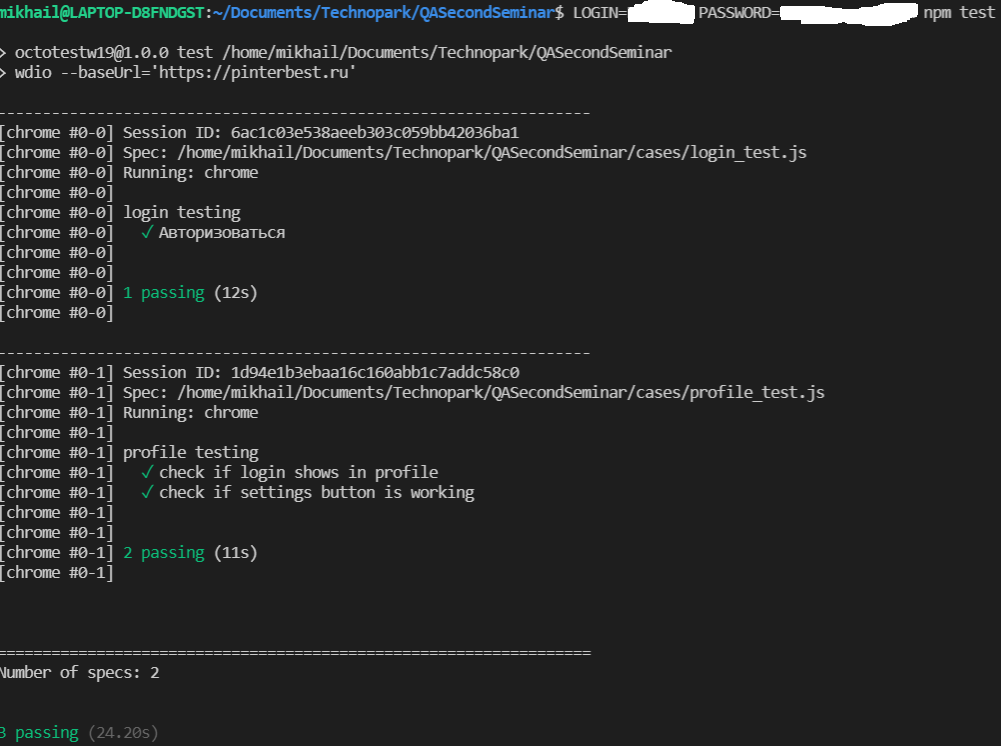 mikhail@LAPTOP-D8FNDGST:~/Documents/Technopark/QASecondSeminar$ LOGIN= PASSWORD= npm test
> octotestw19@1.0.0 test /home/mikhail/Documents/Technopark/QASecondSeminar
> wdio --baseUrl='https://pinterbest.ru'
------------------------------------------------------------------
[chrome #0-0] Session ID: 6ac1c03e538aeeb303c059bb42036ba1
[chrome #0-0] Spec: /home/mikhail/Documents/Technopark/QASecondSeminar/cases/login_test.js
[chrome #0-0] Running: chrome
[chrome #0-0]
[chrome #0-0] login testing
[chrome #0-0] ✓ Авторизоваться
[chrome #0-0]
[chrome #0-0]
[chrome #0-0] 1 passing (12s)
[chrome #0-0]
------------------------------------------------------------------
[chrome #0-1] Session ID: 1d94e1b3ebaa16c160abb1c7addc58c0
[chrome #0-1] Spec: /home/mikhail/Documents/Technopark/QASecondSeminar/cases/profile_test.js
[chrome #0-1] Running: chrome
[chrome #0-1]
[chrome #0-1] profile testing
[chrome #0-1] ✓ check if login shows in profile
[chrome #0-1] ✓ check if settings button is working
[chrome #0-1]
[chrome #0-1]
[chrome #0-1] 2 passing (11s)
[chrome #0-1]
==================================================================
Number of specs: 2
3 passing (24.20s)